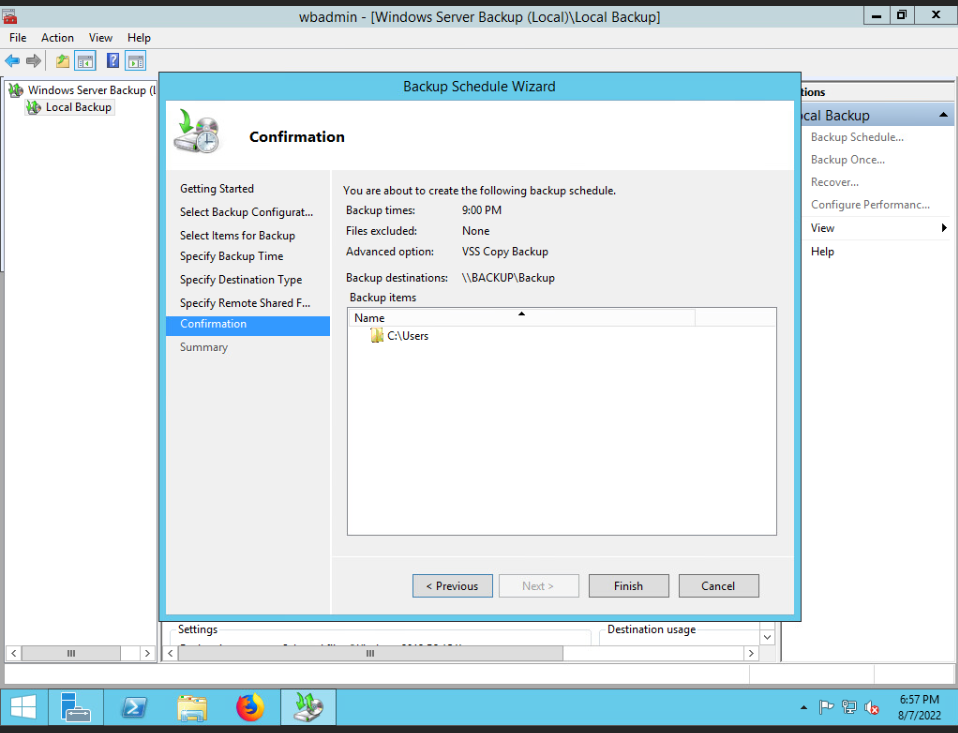 wbadmin - [Windows Server Backup (Local)\Local Backup]
File Action View Help
Windows Server Backup (L
Local Backup
Backup Schedule Wizard
Confirmation
Getting Started
Select Backup Configurat...
Select Items for Backup
Specify Backup Time
Specify Destination Type
Specify Remote Shared F...
Confirmation
Summary
You are about to create the following backup schedule.
Backup times: 9:00 PM
Files excluded: None
Advanced option: VSS Copy Backup
Backup destinations: \\BACKUP\Backup
Backup items
Name
C:\Users
< Previous Next > Finish Cancel
tions
cal Backup
Backup Schedule...
Backup Once...
Recover...
Configure Performanc...
View
Help
Settings
Destination usage
6:57 PM
8/7/2022